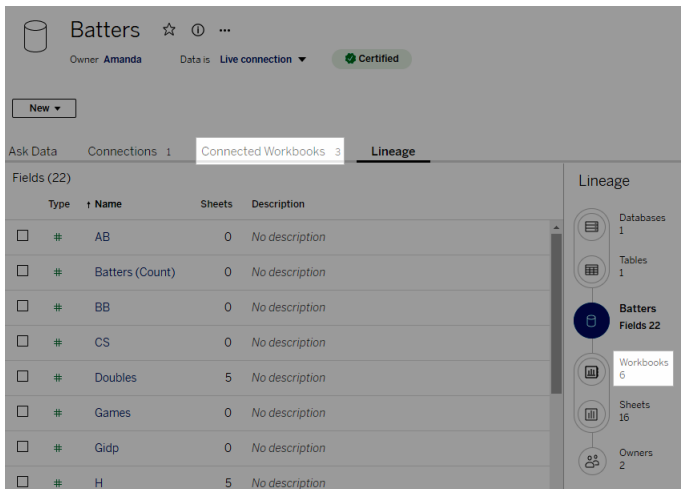 Batters
Owner Amanda Data is Live connection
Certified
New
Ask Data Connections 1 Connected Workbooks 3 Lineage
Fields (22)
Type ↑ Name Sheets Description
# AB 0 No description
# Batters (Count) 0 No description
# BB 0 No description
# CS 0 No description
# Doubles 5 No description
# Games 0 No description
# Gidp 0 No description
# H 5 No description
Lineage
Databases
1
Tables
1
Batters
Fields 22
Workbooks
6
Sheets
16
Owners
2